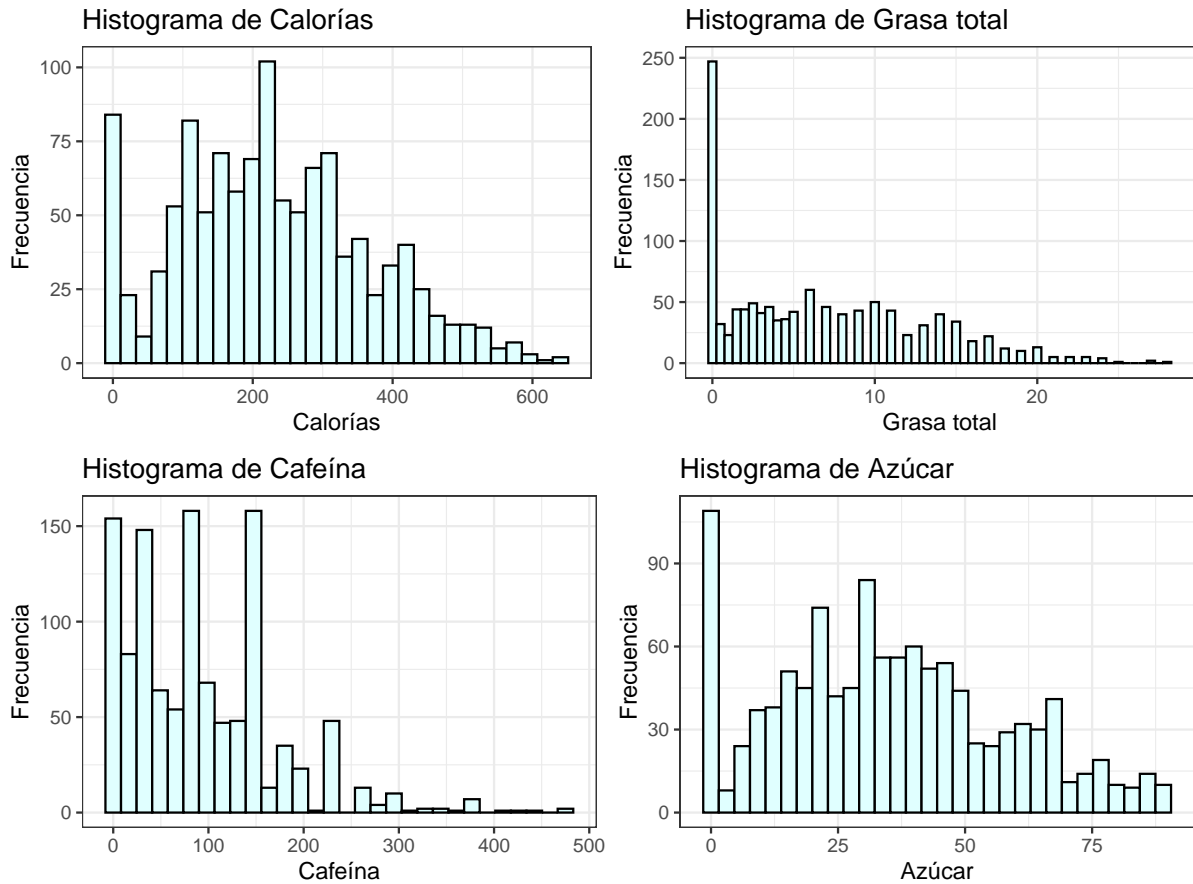 Histograma de Calorías
Frecuencia
100
75
50
25
0
0 200 400 600
Calorías
Histograma de Grasa total
Frecuencia
250
200
150
100
50
0
0 10 20
Grasa total
Histograma de Cafeína
Frecuencia
150
100
50
0
0 100 200 300 400 500
Cafeína
Histograma de Azúcar
Frecuencia
90
60
30
0
0 25 50 75
Azúcar